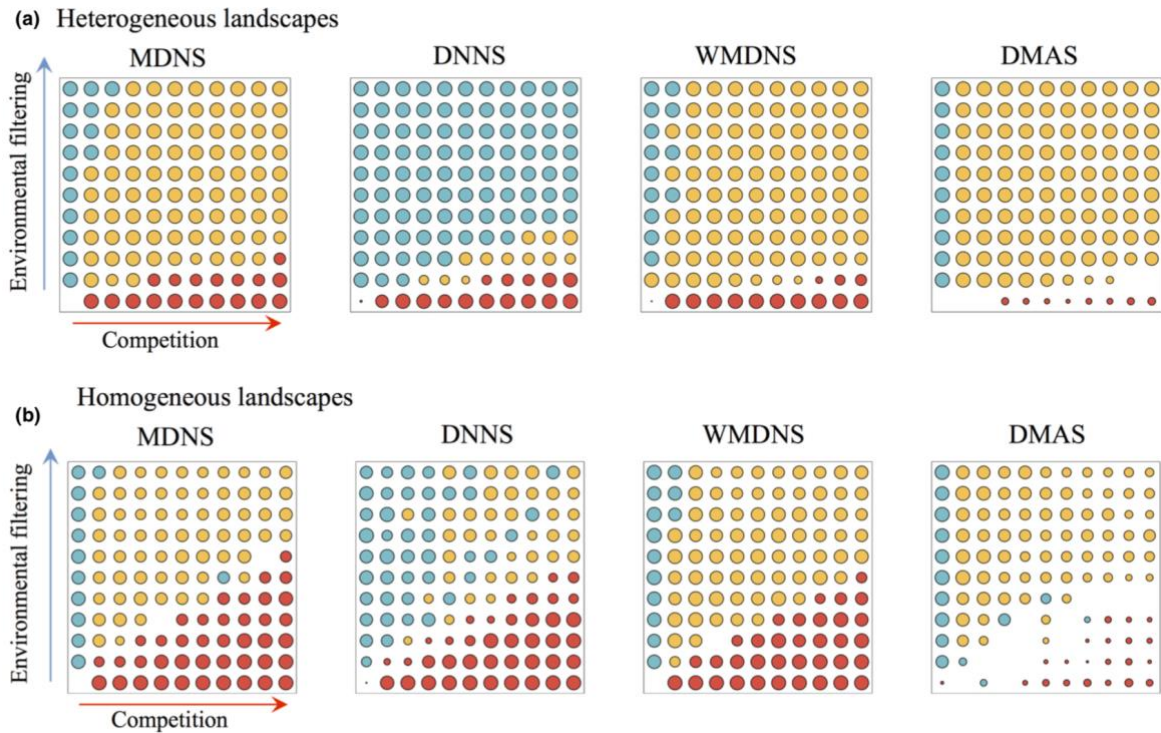 (a) Heterogeneous landscapes
MDNS DNNS WMDNS DMAS
Environmental filtering
Competition
(b) Homogeneous landscapes
MDNS DNNS WMDNS DMAS
Environmental filtering
Competition